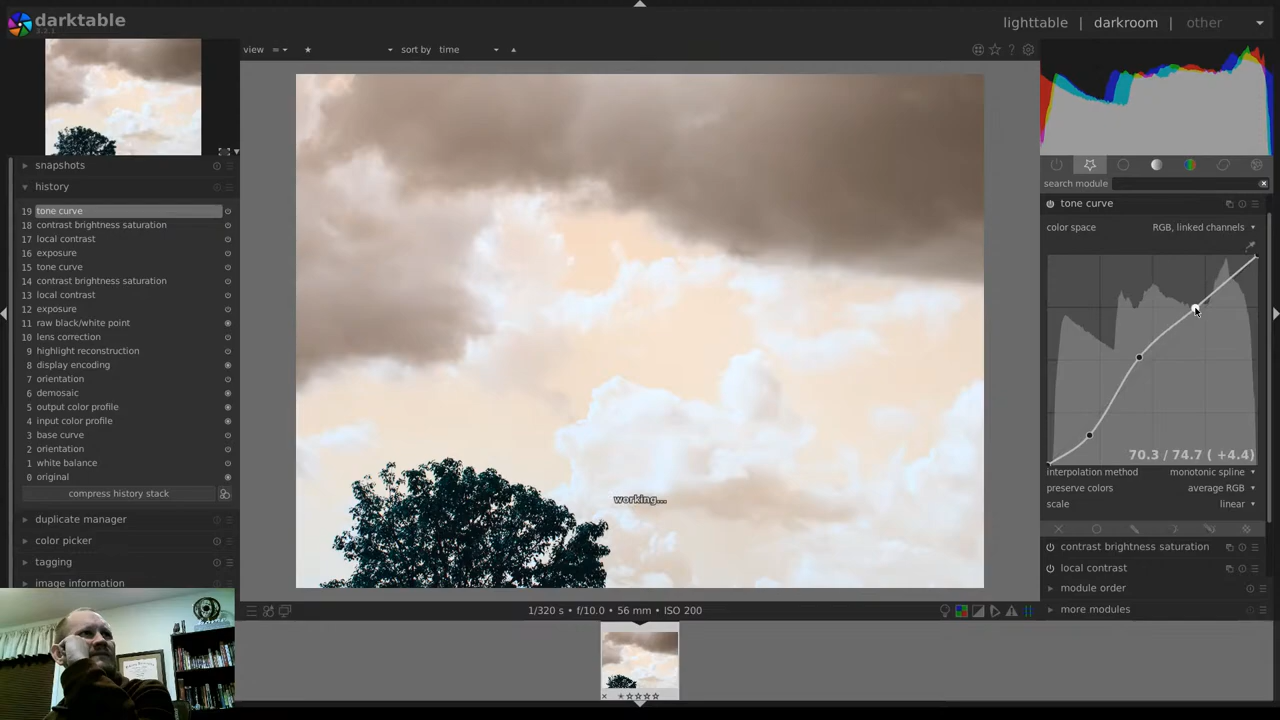 darktable
3.2.1
lighttable | darkroom | other
view
sort by time
snapshots
history
19 tone curve
18 contrast brightness saturation
17 local contrast
16 exposure
15 tone curve
14 contrast brightness saturation
13 local contrast
12 exposure
11 raw black/white point
10 lens correction
9 highlight reconstruction
8 display encoding
7 orientation
6 demosaic
5 output color profile
4 input color profile
3 base curve
2 orientation
1 white balance
0 original
compress history stack
duplicate manager
color picker
tagging
image information
working...
1/320 s • f/10.0 • 56 mm • ISO 200
search module
tone curve
color space RGB, linked channels
70.3 / 74.7 ( +4.4)
interpolation method monotonic spline
preserve colors average RGB
scale linear
contrast brightness saturation
local contrast
module order
more modules